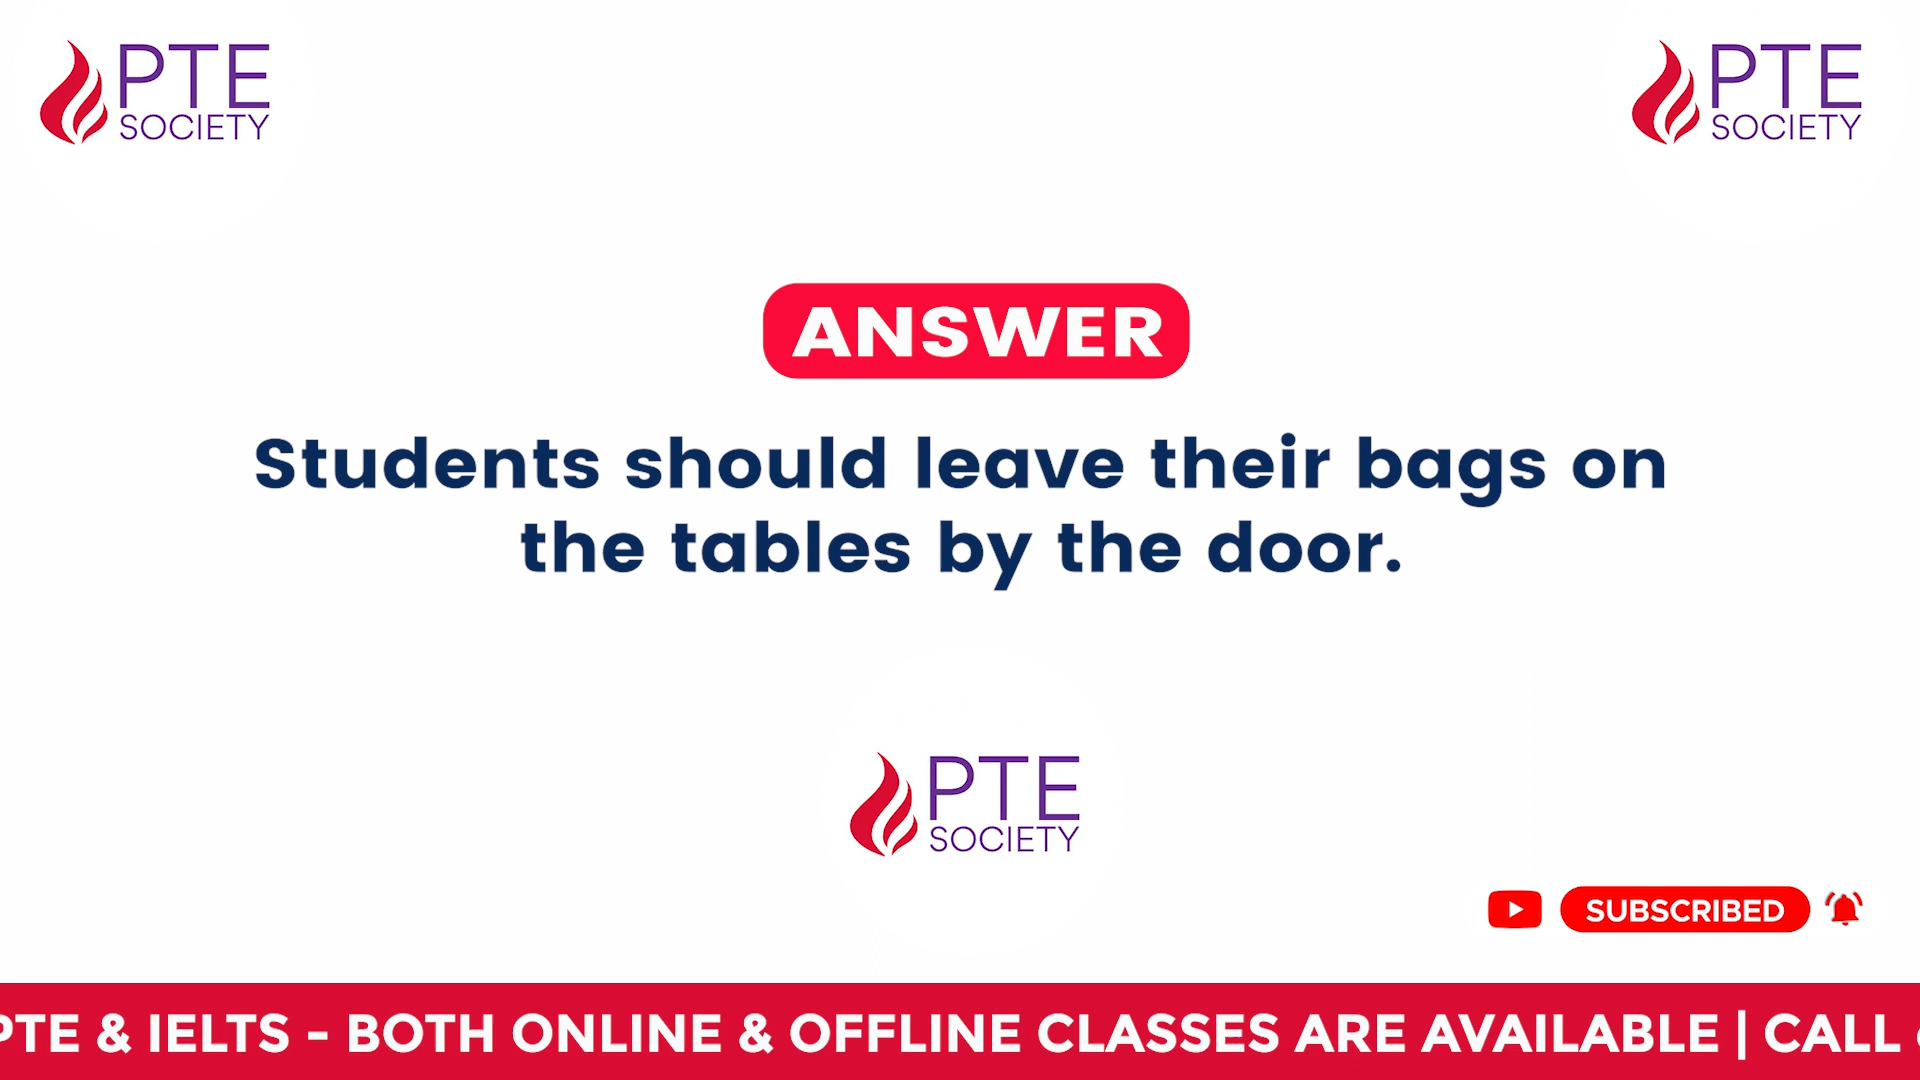 PTE
SOCIETY
PTE
SOCIETY
ANSWER
Students should leave their bags on
the tables by the door.
PTE
SOCIETY
SUBSCRIBED
PTE & IELTS - BOTH ONLINE & OFFLINE CLASSES ARE AVAILABLE | CALL